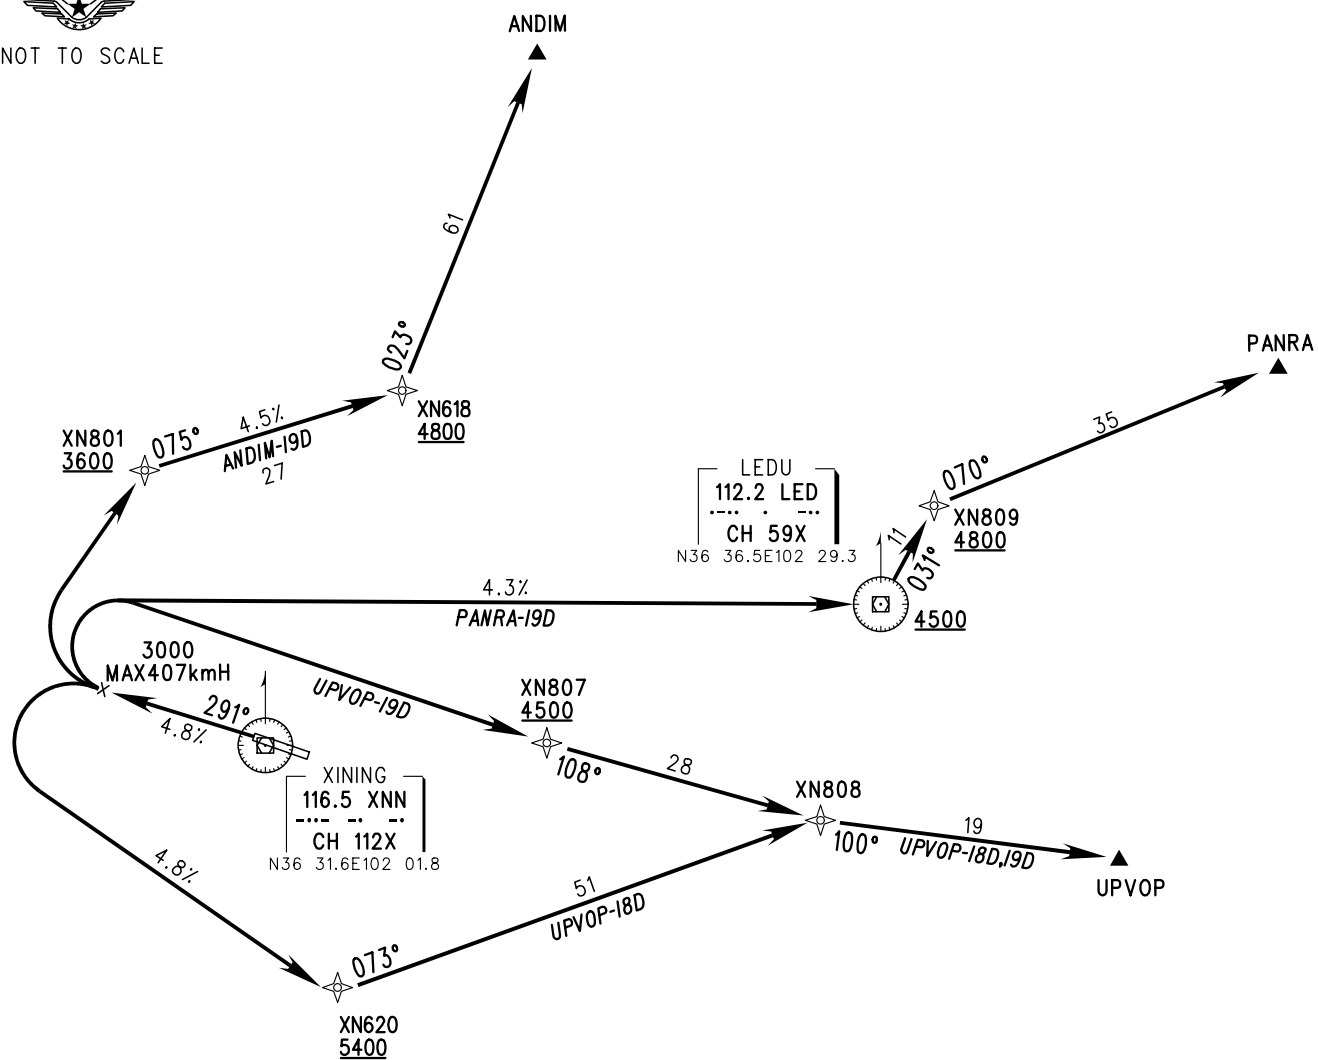 NOT TO SCALE
ANDIM
61
023°
XN618
4800
XN801
3600
075°
4.5%
ANDIM-19D
27
PANRA
35
070°
XN809
4800
11
031°
LEDU
112.2 LED
·-·· · -··
CH 59X
N36 36.5E102 29.3
4500
4.3%
PANRA-19D
3000
MAX407kmH
291°
4.8%
UPVOP-19D
XN807
4500
108°
28
XINING
116.5 XNN
-··- -· -·
CH 112X
N36 31.6E102 01.8
XN808
100°
19
UPVOP-18D,19D
UPVOP
4.8%
51
UPVOP-18D
073°
XN620
5400